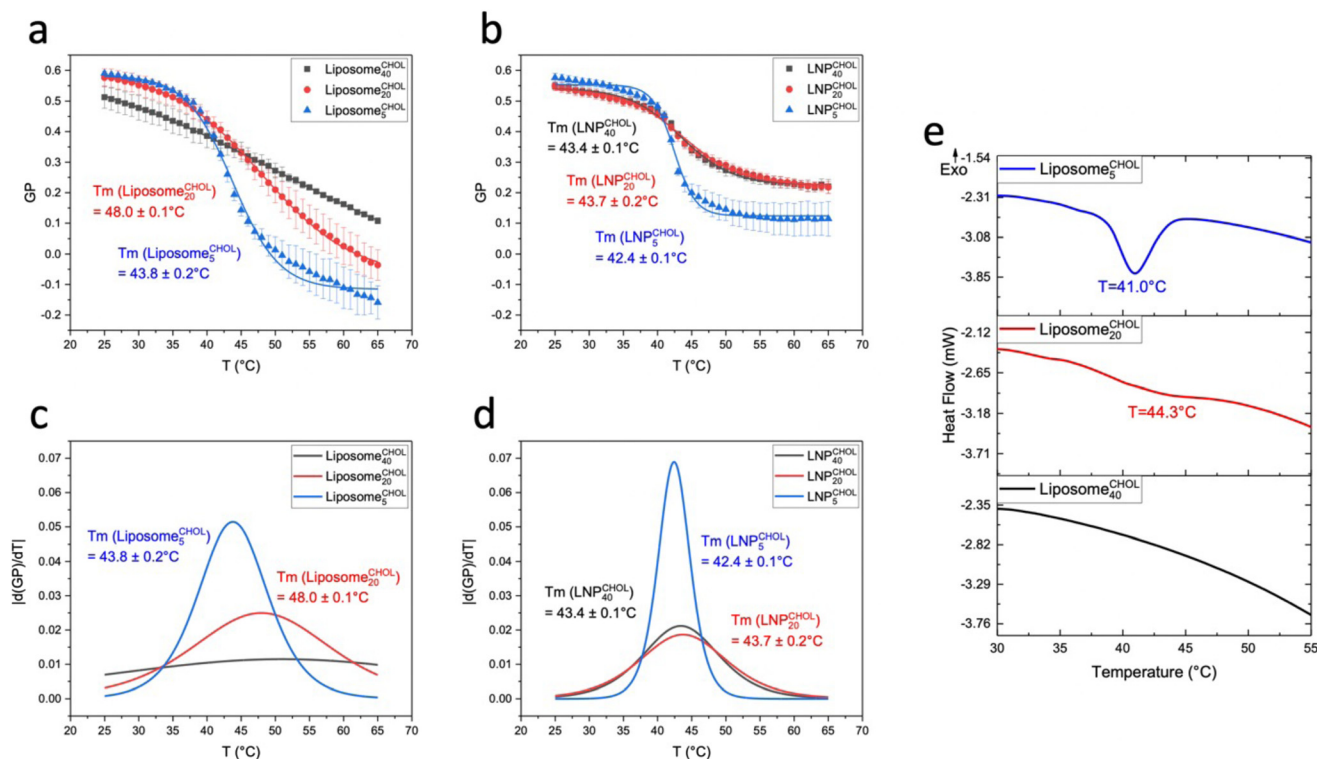 a
0.6
0.5
0.4
0.3
0.2
0.1
0.0
-0.1
-0.2
GP
Liposome40CHOL
Liposome20CHOL
Liposome5CHOL
Tm (Liposome20CHOL)
= 48.0 ± 0.1°C
Tm (Liposome5CHOL)
= 43.8 ± 0.2°C
20 25 30 35 40 45 50 55 60 65 70
T (°C)
b
0.6
0.5
0.4
0.3
0.2
0.1
0.0
-0.1
-0.2
GP
LNP40CHOL
LNP20CHOL
LNP5CHOL
Tm (LNP40CHOL)
= 43.4 ± 0.1°C
Tm (LNP20CHOL)
= 43.7 ± 0.2°C
Tm (LNP5CHOL)
= 42.4 ± 0.1°C
20 25 30 35 40 45 50 55 60 65 70
T (°C)
c
0.07
0.06
0.05
0.04
0.03
0.02
0.01
0.00
|d(GP)/dT|
Liposome40CHOL
Liposome20CHOL
Liposome5CHOL
Tm (Liposome5CHOL)
= 43.8 ± 0.2°C
Tm (Liposome20CHOL)
= 48.0 ± 0.1°C
20 25 30 35 40 45 50 55 60 65 70
T (°C)
d
0.07
0.06
0.05
0.04
0.03
0.02
0.01
0.00
|d(GP)/dT|
LNP40CHOL
LNP20CHOL
LNP5CHOL
Tm (LNP5CHOL)
= 42.4 ± 0.1°C
Tm (LNP40CHOL)
= 43.4 ± 0.1°C
Tm (LNP20CHOL)
= 43.7 ± 0.2°C
20 25 30 35 40 45 50 55 60 65 70
T (°C)
e
Exo
-1.54
-2.31
-3.08
-3.85
Liposome5CHOL
T=41.0°C
-2.12
-2.65
-3.18
-3.71
Liposome20CHOL
T=44.3°C
Heat Flow (mW)
-2.35
-2.82
-3.29
-3.76
Liposome40CHOL
30 35 40 45 50 55
Temperature (°C)